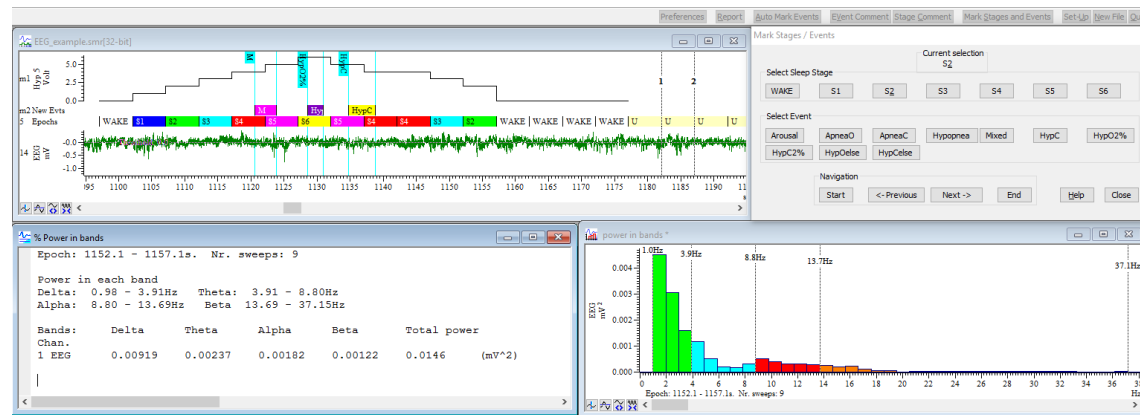 Preferences Report Auto Mark Events Event Comment Stage Comment Mark Stages and Events Set-Up New File
EEG_example.smr[32-bit]
m1 Hyp 5 Volt
5.0
2.5
0.0
M HypO2% HypC
1 2
m2 New Evts M Hy HypC
5 Epochs WAKE S1 S2 S3 S4 S5 S6 S5 S4 S4 S3 S2 WAKE WAKE WAKE WAKE U U U U
14 EEG mV
-0.0
-0.5
-1.0
95 1100 1105 1110 1115 1120 1125 1130 1135 1140 1145 1150 1155 1160 1165 1170 1175 1180 1185 1190 11
Mark Stages / Events
Current selection
S2
Select Sleep Stage
WAKE S1 S2 S3 S4 S5 S6
Select Event
Arousal ApneaO ApneaC Hypopnea Mixed HypC HypO2%
HypC2% HypOelse HypCelse
Navigation
Start <- Previous Next -> End Help Close
% Power in bands
Epoch: 1152.1 - 1157.1s. Nr. sweeps: 9
Power in each band
Delta: 0.98 - 3.91Hz Theta: 3.91 - 8.80Hz
Alpha: 8.80 - 13.69Hz Beta 13.69 - 37.15Hz
Bands: Delta Theta Alpha Beta Total power
Chan.
1 EEG 0.00919 0.00237 0.00182 0.00122 0.0146 (mV^2)
power in bands *
1.0Hz 3.9Hz 8.8Hz 13.7Hz 37.1Hz
EEG mV²
0.004
0.003
0.002
0.001
0.000
0 2 4 6 8 10 12 14 16 18 20 22 24 26 28 30 32 34 36 38
Epoch: 1152.1 - 1157.1s. Nr. sweeps: 9 Hz